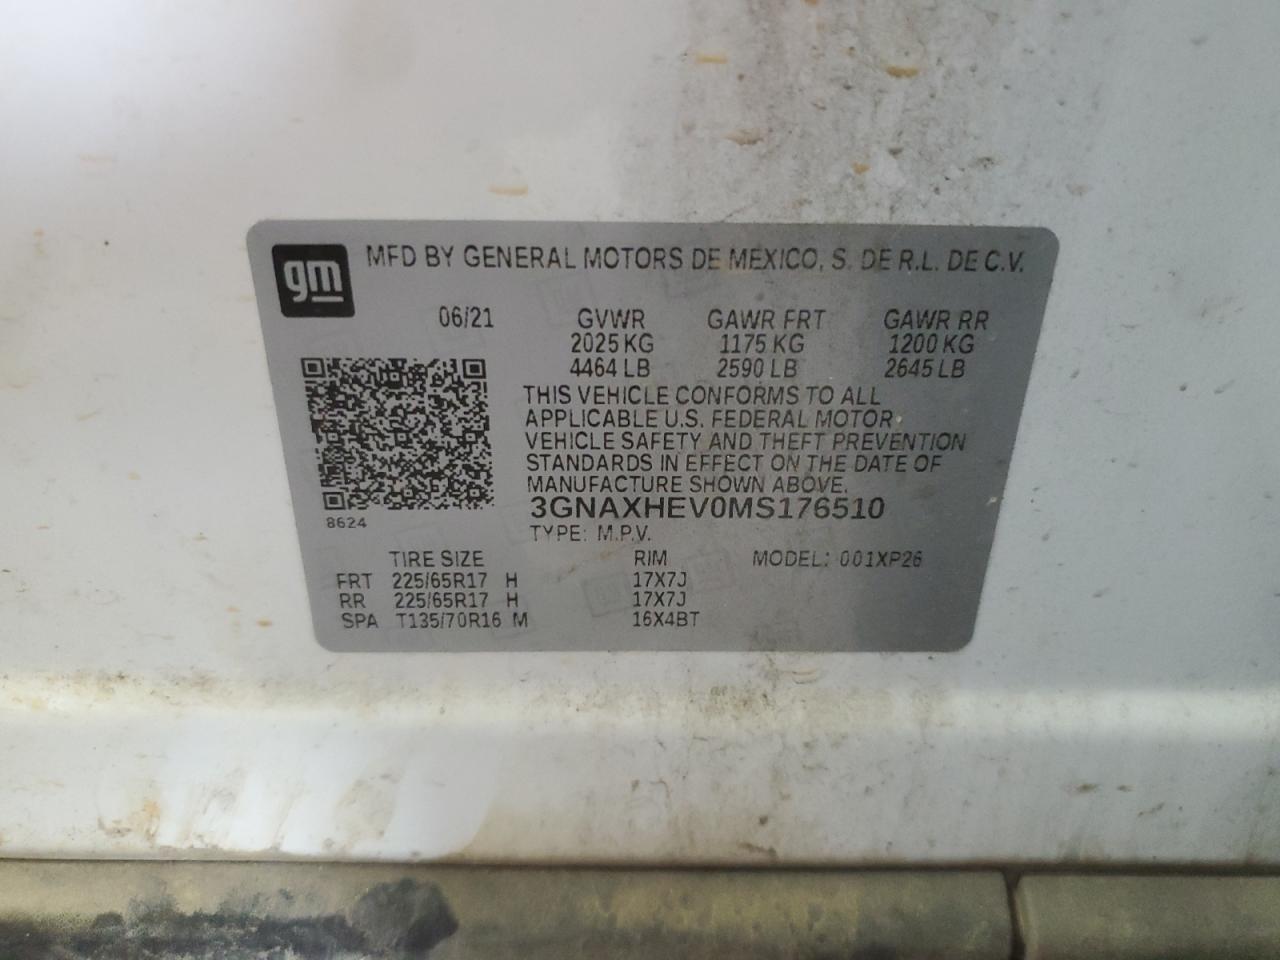 gm
MFD BY GENERAL MOTORS DE MEXICO, S. DE R.L. DE C.V.
06/21 GVWR GAWR FRT GAWR RR
2025 KG 1175 KG 1200 KG
4464 LB 2590 LB 2645 LB
THIS VEHICLE CONFORMS TO ALL
APPLICABLE U.S. FEDERAL MOTOR
VEHICLE SAFETY AND THEFT PREVENTION
STANDARDS IN EFFECT ON THE DATE OF
MANUFACTURE SHOWN ABOVE.
3GNAXHEV0MS176510
8624
TYPE: M.P.V.
TIRE SIZE RIM MODEL: 001XP26
FRT 225/65R17 H 17X7J
RR 225/65R17 H 17X7J
SPA T135/70R16 M 16X4BT